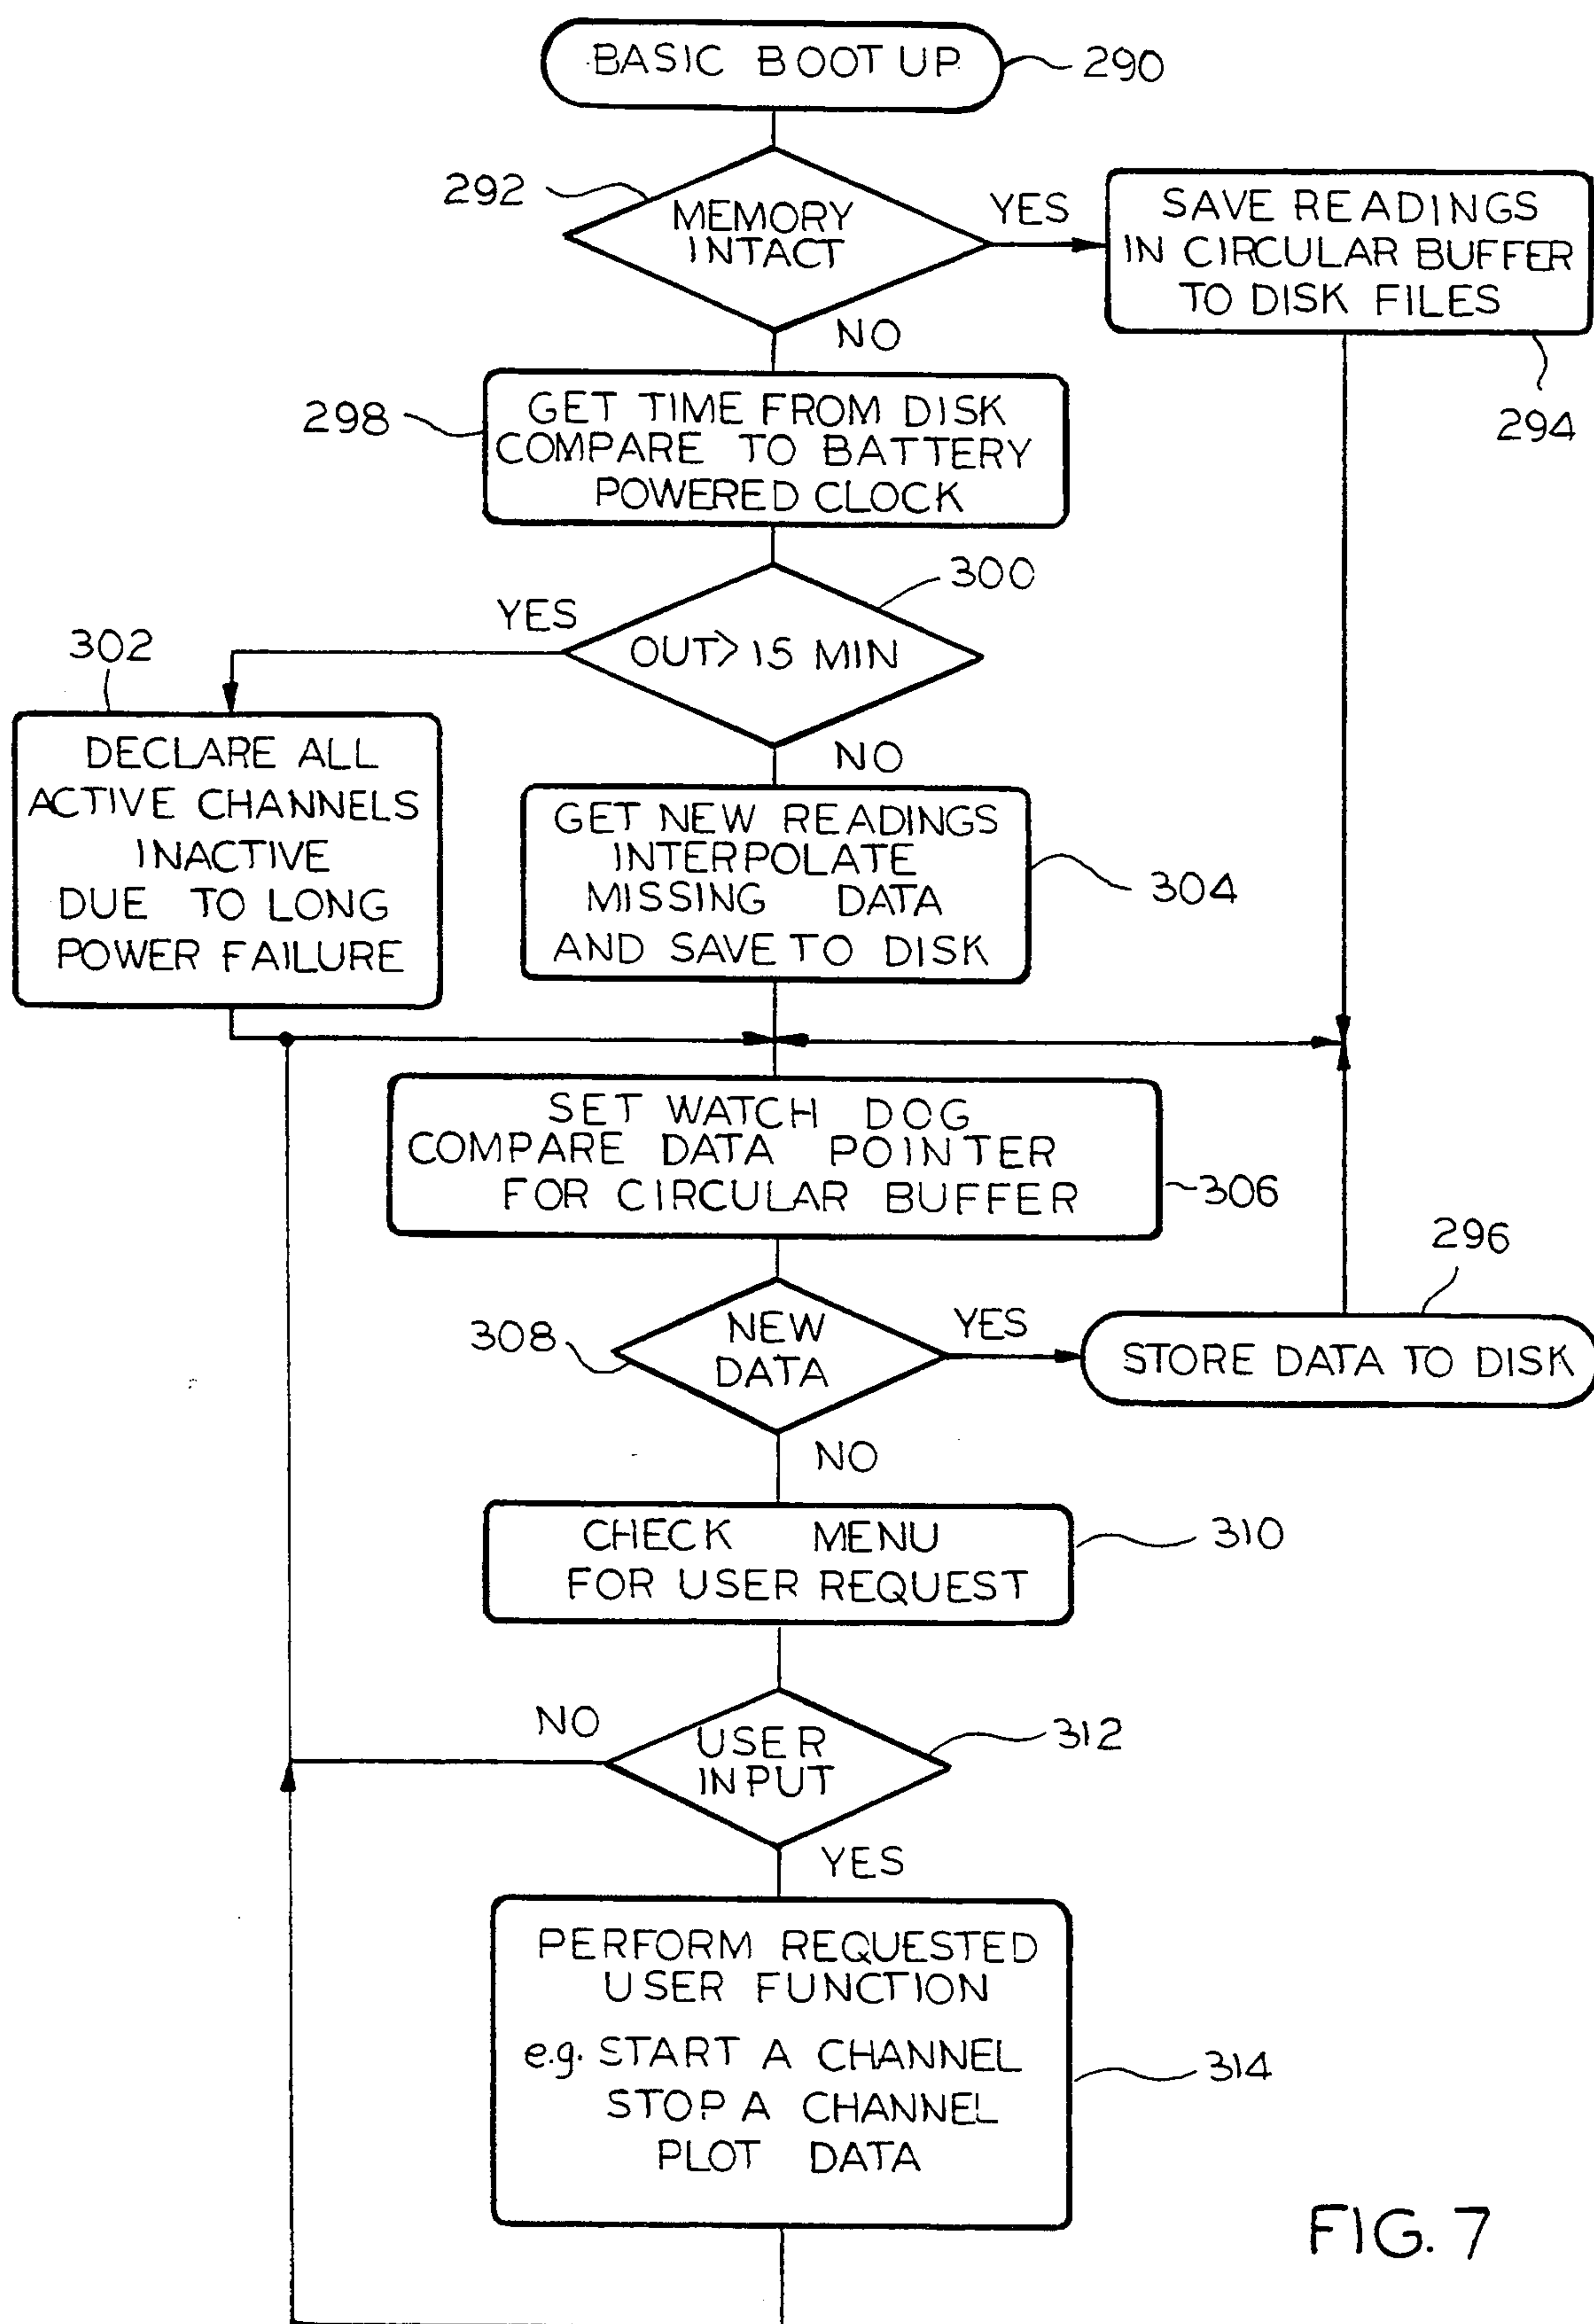 BASIC BOOT UP
290
292
MEMORY
INTACT
YES
SAVE READINGS
IN CIRCULAR BUFFER
TO DISK FILES
294
NO
298
GET TIME FROM DISK
COMPARE TO BATTERY
POWERED CLOCK
300
YES
OUT> 15 MIN
302
NO
DECLARE ALL
ACTIVE CHANNELS
INACTIVE
DUE TO LONG
POWER FAILURE
GET NEW READINGS
INTERPOLATE
MISSING DATA
AND SAVE TO DISK
304
SET WATCH DOG
COMPARE DATA POINTER
FOR CIRCULAR BUFFER
306
296
308
NEW
DATA
YES
STORE DATA TO DISK
NO
CHECK MENU
FOR USER REQUEST
310
NO
USER
INPUT
312
YES
PERFORM REQUESTED
USER FUNCTION
e.g. START A CHANNEL
STOP A CHANNEL
PLOT DATA
314
FIG. 7